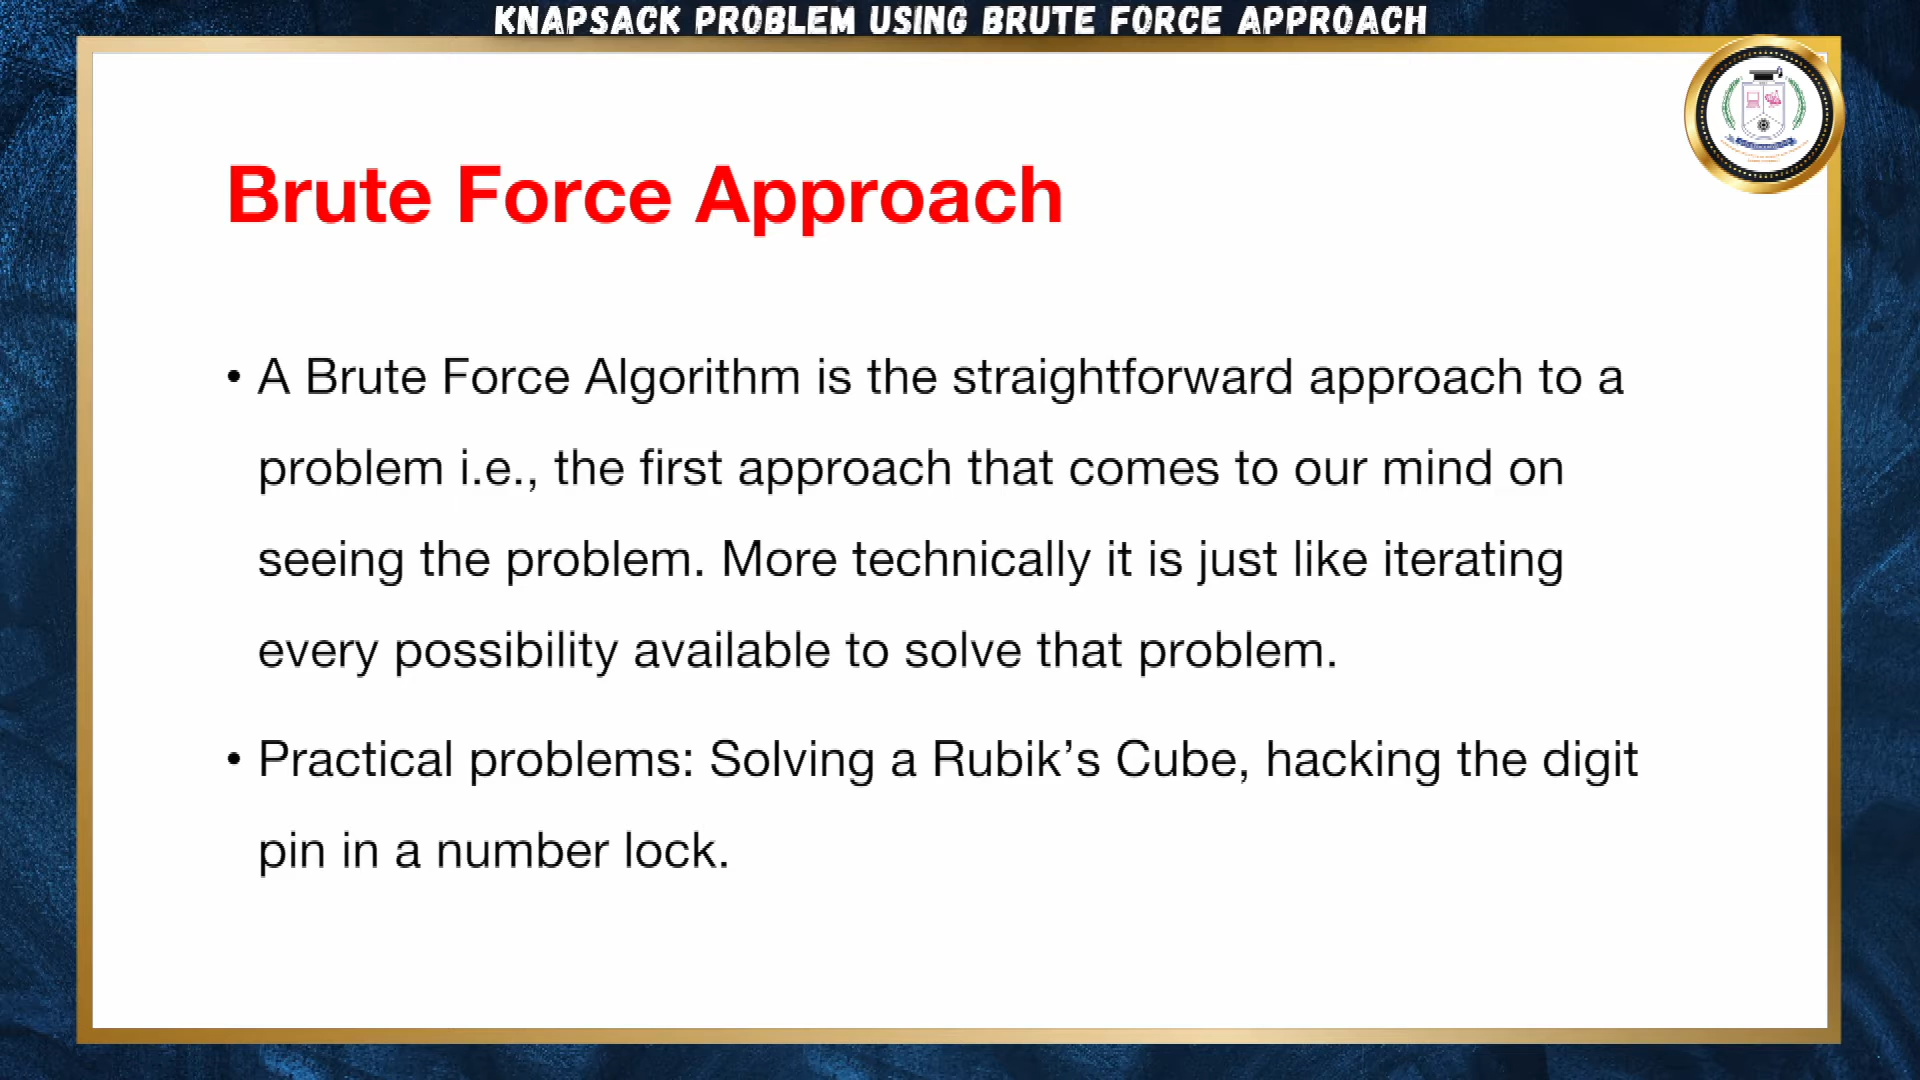 KNAPSACK PROBLEM USING BRUTE FORCE APPROACH
Brute Force Approach
• A Brute Force Algorithm is the straightforward approach to a
problem i.e., the first approach that comes to our mind on
seeing the problem. More technically it is just like iterating
every possibility available to solve that problem.
• Practical problems: Solving a Rubik’s Cube, hacking the digit
pin in a number lock.